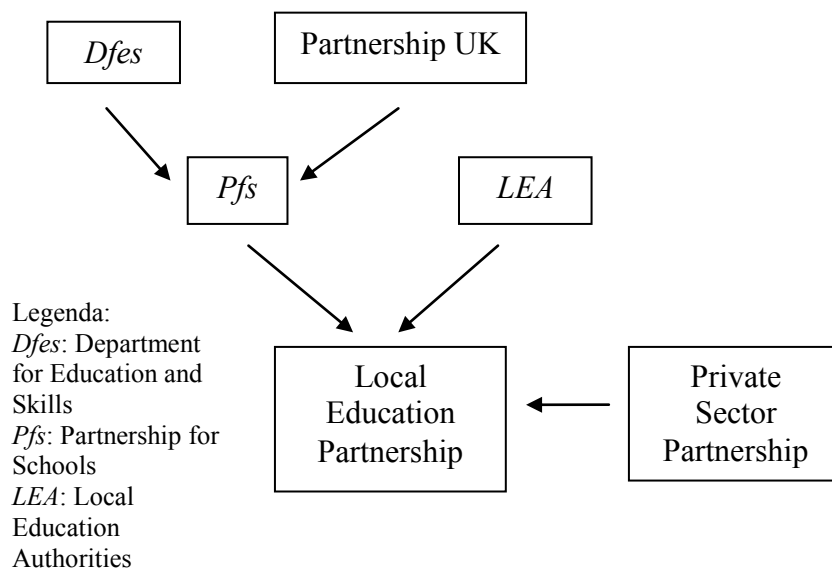 Dfes
Partnership UK
Pfs
LEA
Legenda:
Dfes: Department
for Education and
Skills
Pfs: Partnership for
Schools
LEA: Local
Education
Authorities
Local
Education
Partnership
Private
Sector
Partnership